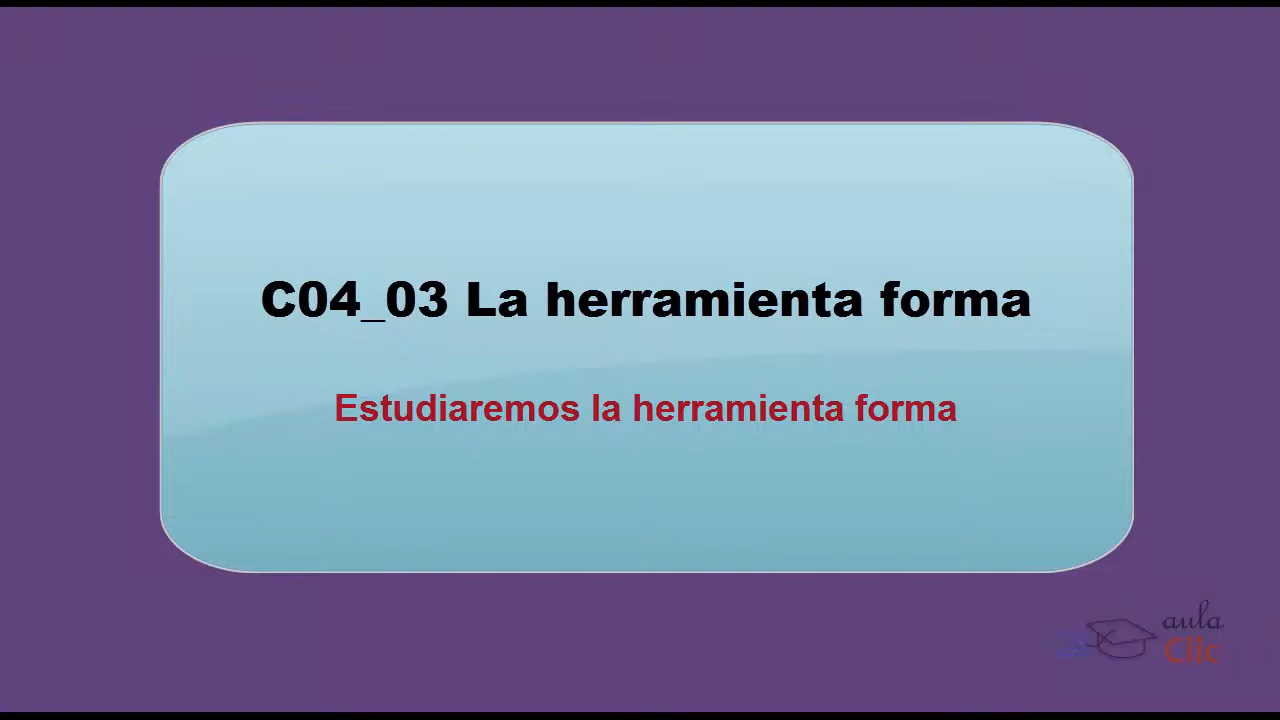 C04_03 La herramienta forma
Estudiaremos la herramienta forma
aula
Clic